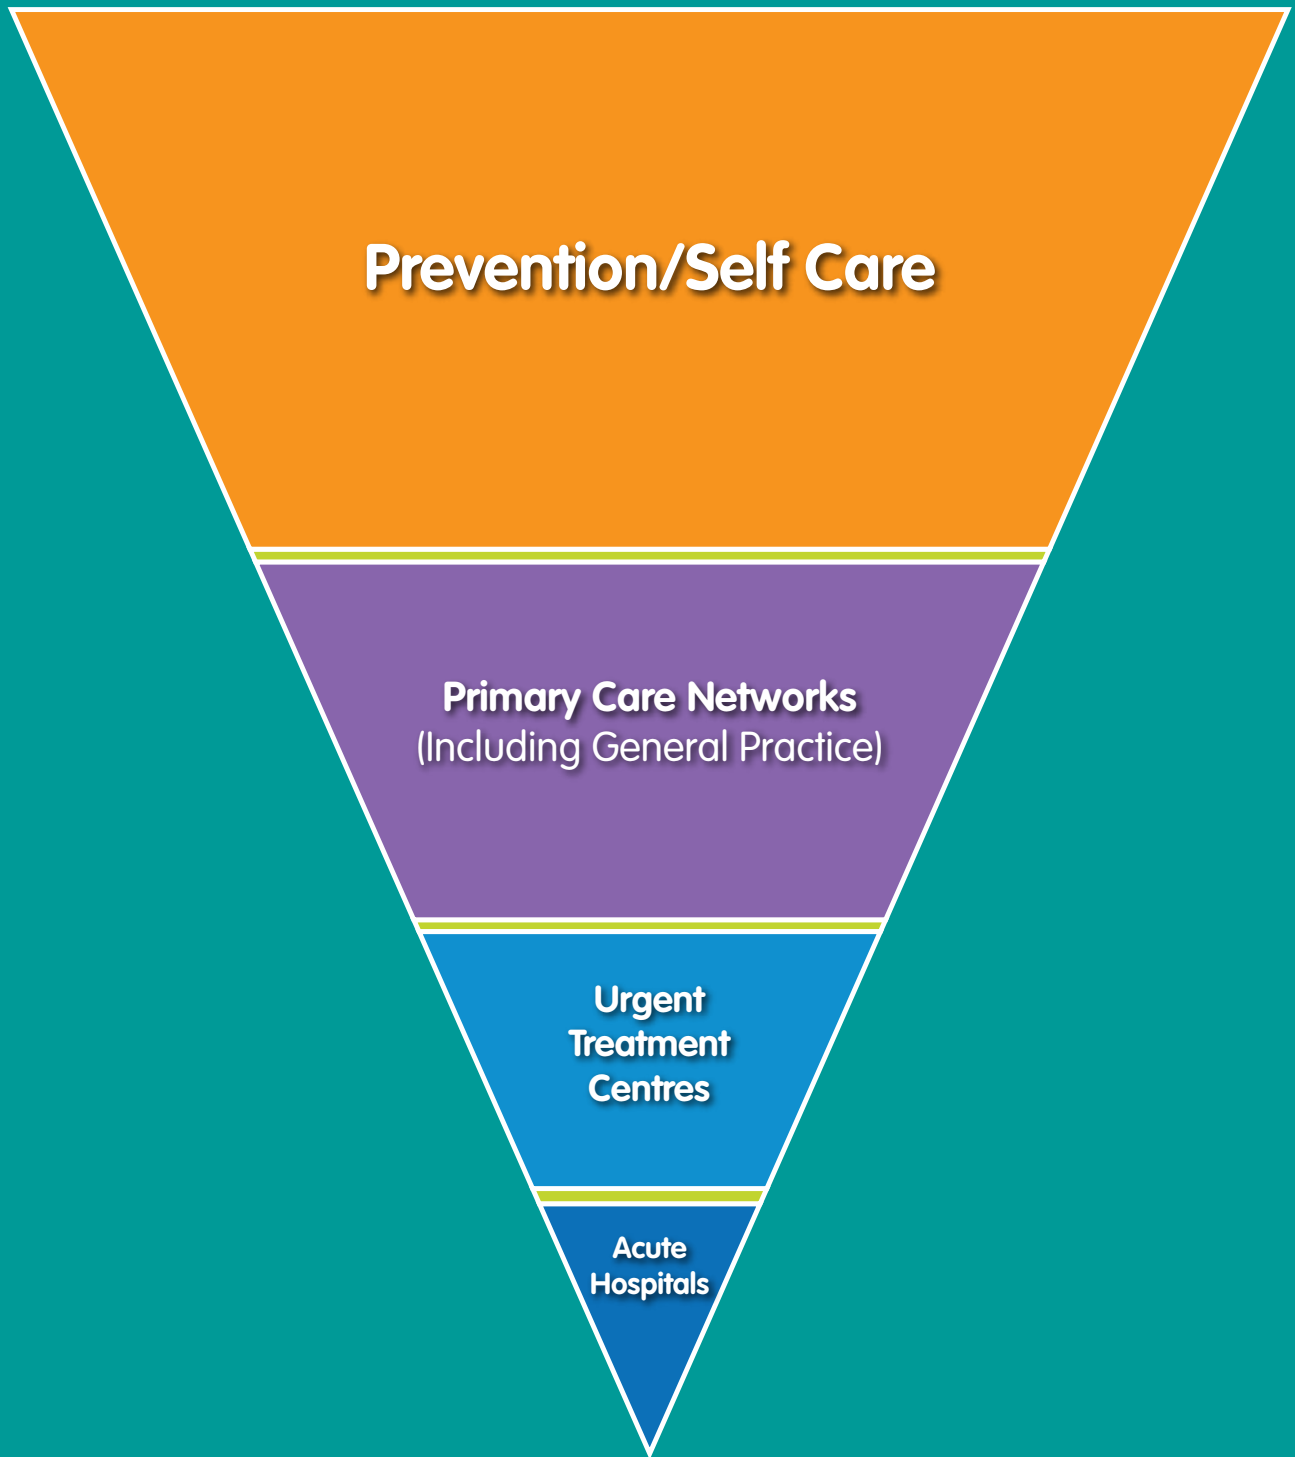 Prevention/Self Care
Primary Care Networks
(Including General Practice)
Urgent
Treatment
Centres
Acute
Hospitals